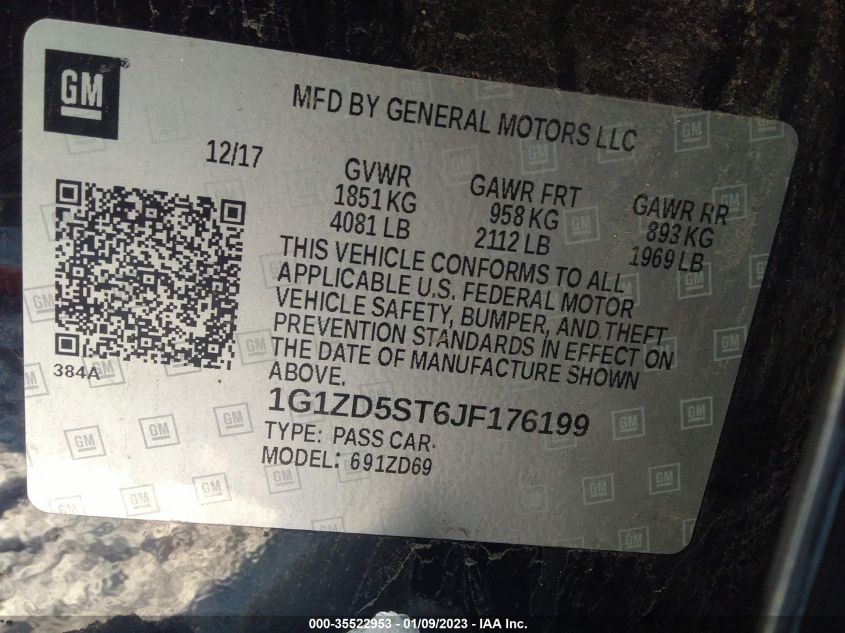 GM
MFD BY GENERAL MOTORS LLC
12/17
GVWR
1851 KG
4081 LB
GAWR FRT
958 KG
2112 LB
GAWR RR
893 KG
1969 LB
THIS VEHICLE CONFORMS TO ALL
APPLICABLE U.S. FEDERAL MOTOR
VEHICLE SAFETY, BUMPER, AND THEFT
PREVENTION STANDARDS IN EFFECT ON
THE DATE OF MANUFACTURE SHOWN
ABOVE.
384A
1G1ZD5ST6JF176199
TYPE: PASS CAR
MODEL: 691ZD69
000-35522953 - 01/09/2023 - IAA Inc.